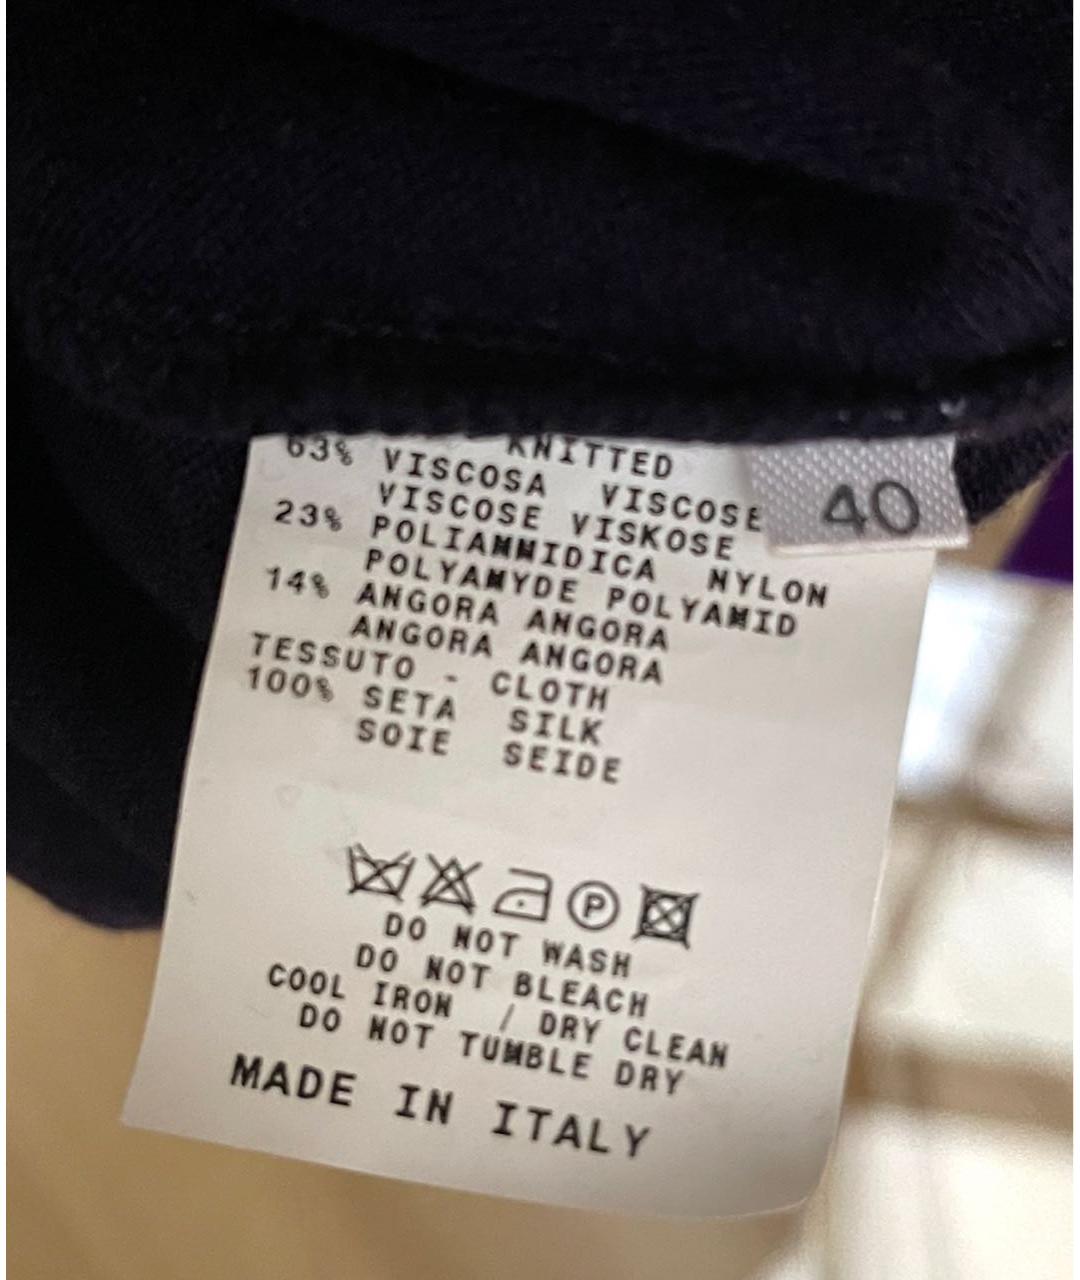 KNITTED
63% VISCOSA VISCOSE
VISCOSE VISKOSE
23% POLIAMMIDICA NYLON
POLYAMYDE POLYAMID
14% ANGORA ANGORA
ANGORA ANGORA
TESSUTO - CLOTH
100% SETA SILK
SOIE SEIDE
40
P
DO NOT WASH
DO NOT BLEACH
COOL IRON / DRY CLEAN
DO NOT TUMBLE DRY
MADE IN ITALY